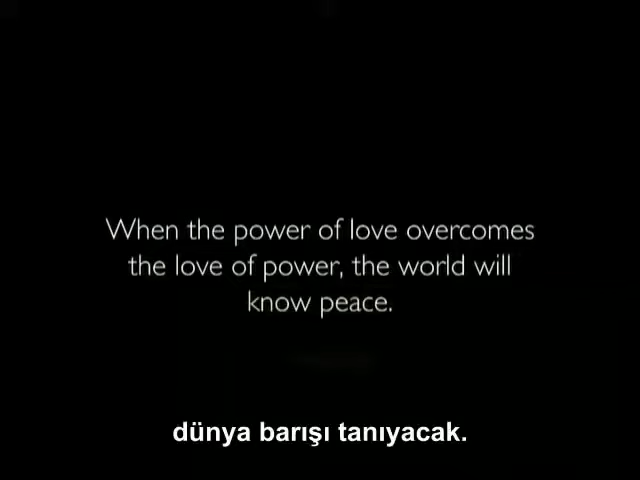 When the power of love overcomes
the love of power, the world will
know peace.
dünya barışı tanıyacak.